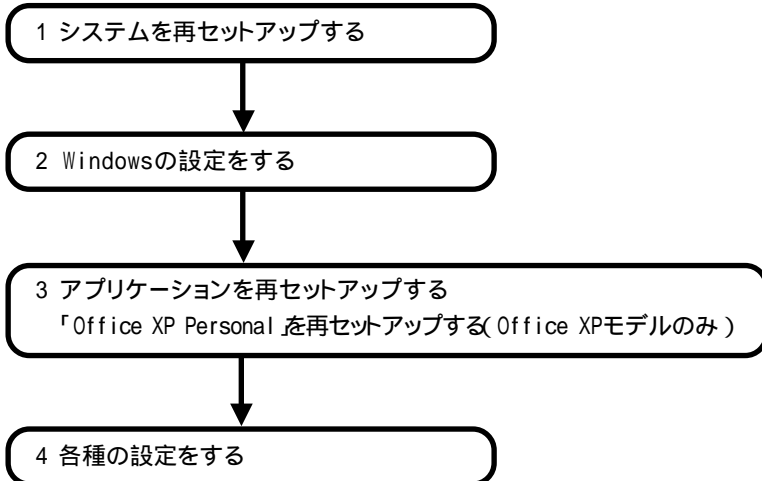 1 システムを再セットアップする
2 Windowsの設定をする
3 アプリケーションを再セットアップする
「Office XP Personal」を再セットアップする(Office XPモデルのみ)
4 各種の設定をする